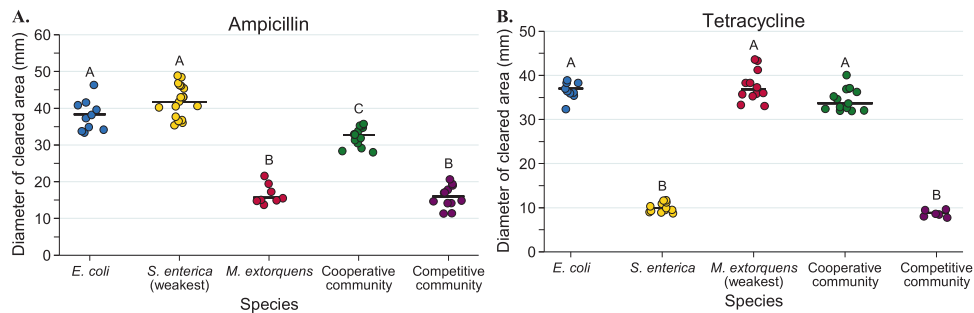 A.
Ampicillin
Diameter of cleared area (mm)
60
50
40
30
20
10
0
A
A
B
C
B
E. coli
S. enterica
(weakest)
M. extorquens
Cooperative
community
Competitive
community
Species
B.
Tetracycline
Diameter of cleared area (mm)
50
40
30
20
10
0
A
B
A
A
B
E. coli
S. enterica
M. extorquens
(weakest)
Cooperative
community
Competitive
community
Species